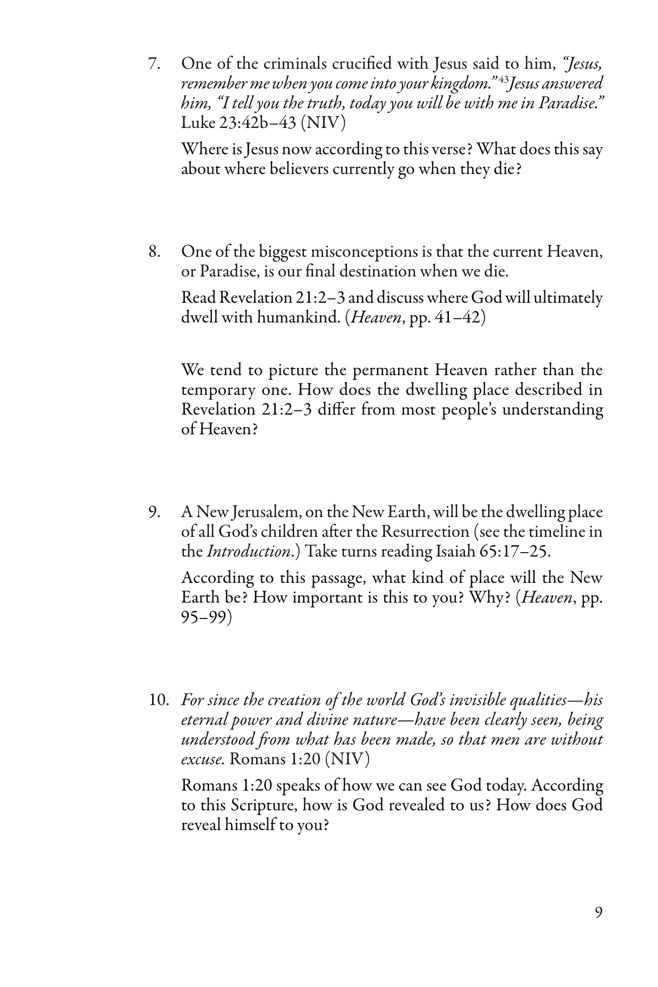 7. One of the criminals crucified with Jesus said to him, “Jesus,
remember me when you come into your kingdom.” 43Jesus answered
him, “I tell you the truth, today you will be with me in Paradise.”
Luke 23:42b–43 (NIV)
Where is Jesus now according to this verse? What does this say
about where believers currently go when they die?
8. One of the biggest misconceptions is that the current Heaven,
or Paradise, is our final destination when we die.
Read Revelation 21:2–3 and discuss where God will ultimately
dwell with humankind. (Heaven, pp. 41–42)
We tend to picture the permanent Heaven rather than the
temporary one. How does the dwelling place described in
Revelation 21:2–3 differ from most people’s understanding
of Heaven?
9. A New Jerusalem, on the New Earth, will be the dwelling place
of all God’s children after the Resurrection (see the timeline in
the Introduction.) Take turns reading Isaiah 65:17–25.
According to this passage, what kind of place will the New
Earth be? How important is this to you? Why? (Heaven, pp.
95–99)
10. For since the creation of the world God’s invisible qualities—his
eternal power and divine nature—have been clearly seen, being
understood from what has been made, so that men are without
excuse. Romans 1:20 (NIV)
Romans 1:20 speaks of how we can see God today. According
to this Scripture, how is God revealed to us? How does God
reveal himself to you?
9